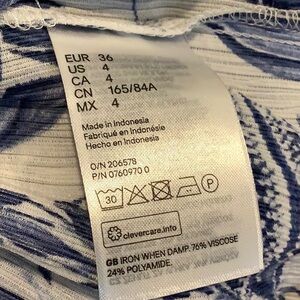 EUR 36
US 4
CA 4
CN 165/84A
MX 4
Made in Indonesia
Fabriqué en Indonésie
Hecho en Indonesia
O/N 206578
P/N 0760970 0
30 P
clevercare.info
GB IRON WHEN DAMP. 76% VISCOSE
24% POLYAMIDE.